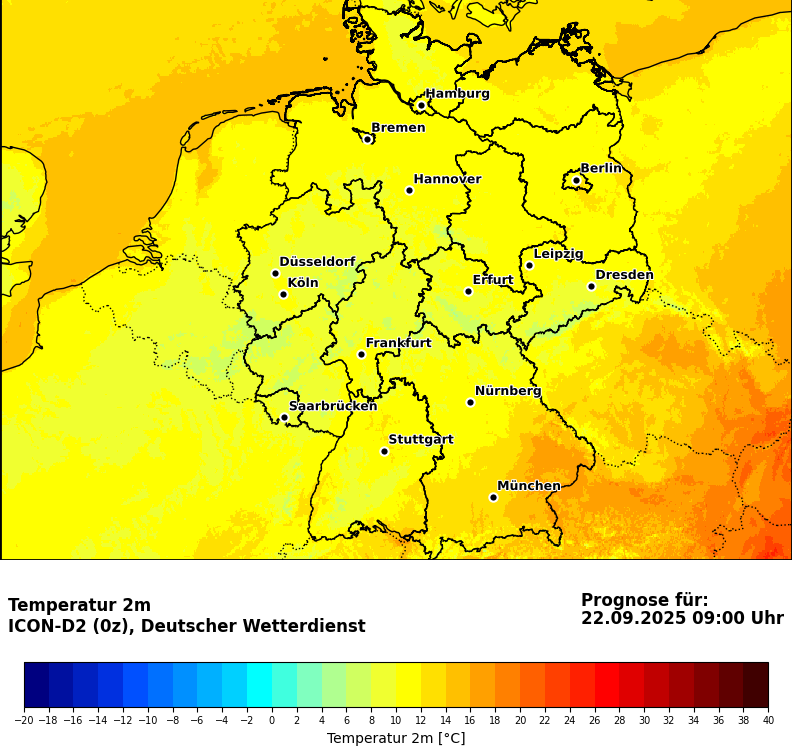 Hamburg
Bremen
Berlin
Hannover
Leipzig
Düsseldorf
Dresden
Köln
Erfurt
Frankfurt
Nürnberg
Saarbrücken
Stuttgart
München
Temperatur 2m
ICON-D2 (0z), Deutscher Wetterdienst
Prognose für:
22.09.2025 09:00 Uhr
−20 −18 −16 −14 −12 −10 −8 −6 −4 −2 0 2 4 6 8 10 12 14 16 18 20 22 24 26 28 30 32 34 36 38 40
Temperatur 2m [°C]